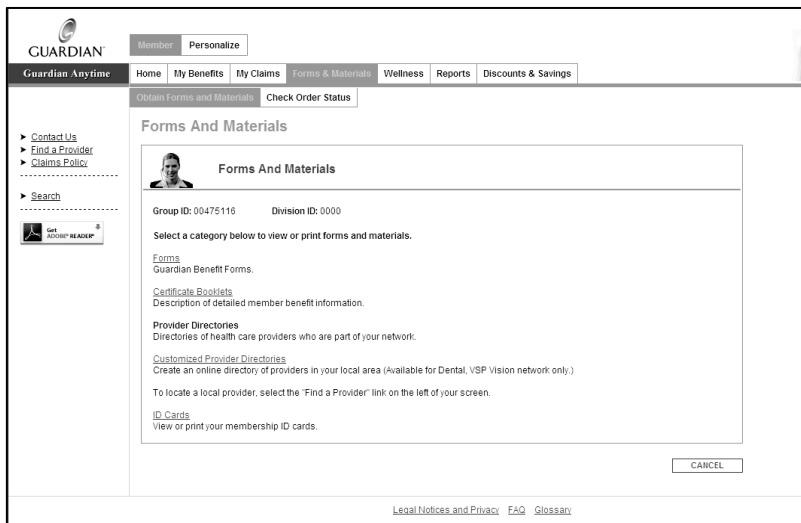 GUARDIAN
Member Personalize
Guardian Anytime
Home My Benefits My Claims Forms & Materials Wellness Reports Discounts & Savings
Obtain Forms and Materials Check Order Status
Contact Us
Find a Provider
Claims Policy
Search
Get
ADOBE® READER®
Forms And Materials
Forms And Materials
Group ID: 00475116 Division ID: 0000
Select a category below to view or print forms and materials.
Forms
Guardian Benefit Forms.
Certificate Booklets
Description of detailed member benefit information.
Provider Directories
Directories of health care providers who are part of your network.
Customized Provider Directories
Create an online directory of providers in your local area (Available for Dental, VSP Vision network only.)
To locate a local provider, select the "Find a Provider" link on the left of your screen.
ID Cards
View or print your membership ID cards.
CANCEL
Legal Notices and Privacy FAQ Glossary